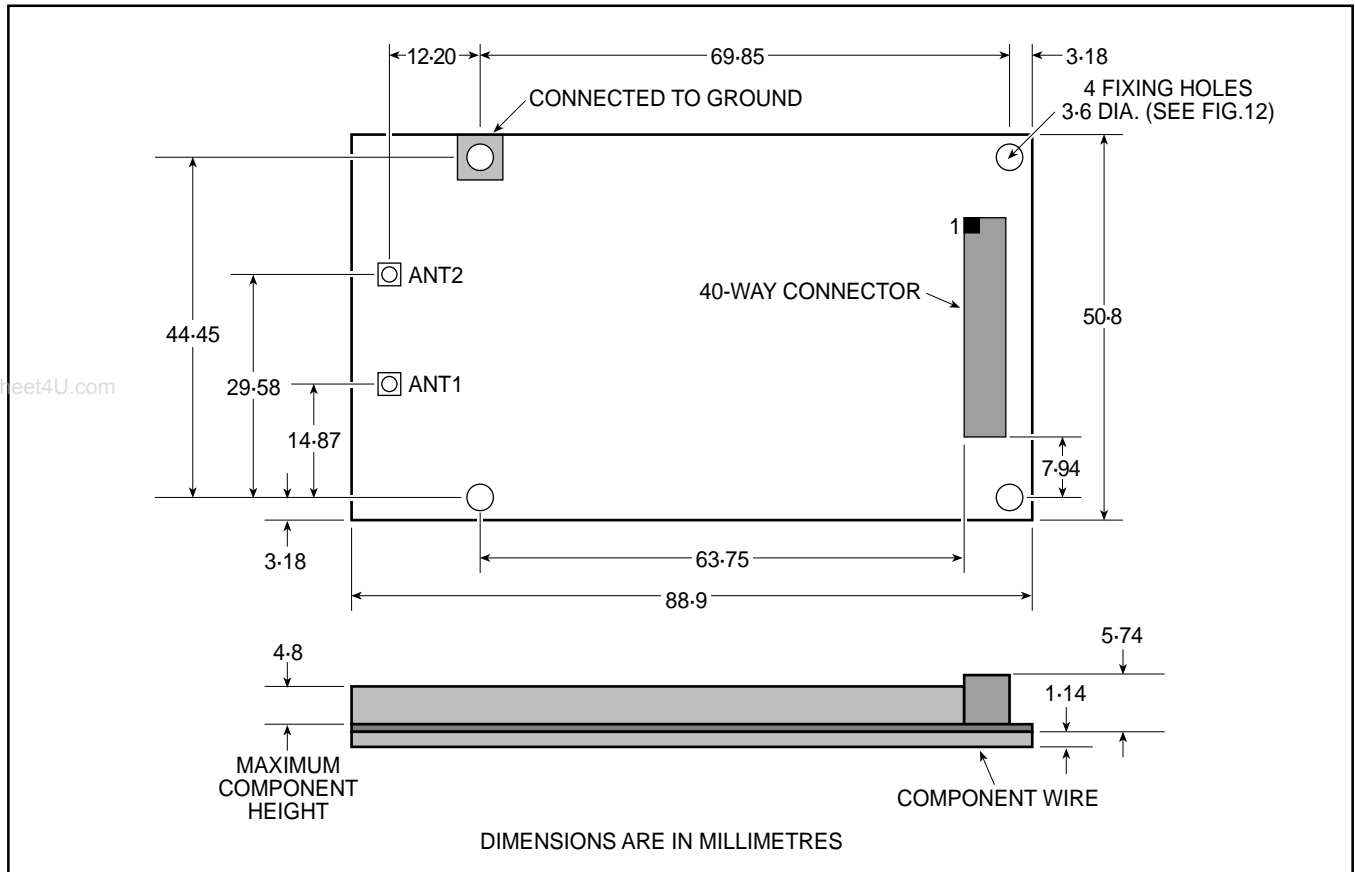 12·20
69·85
3·18
CONNECTED TO GROUND
4 FIXING HOLES
3·6 DIA. (SEE FIG.12)
1
ANT2
40-WAY CONNECTOR
50·8
44·45
heet4U.com
29·58
ANT1
14·87
7·94
3·18
63·75
88·9
4·8
5·74
1·14
MAXIMUM
COMPONENT
HEIGHT
COMPONENT WIRE
DIMENSIONS ARE IN MILLIMETRES